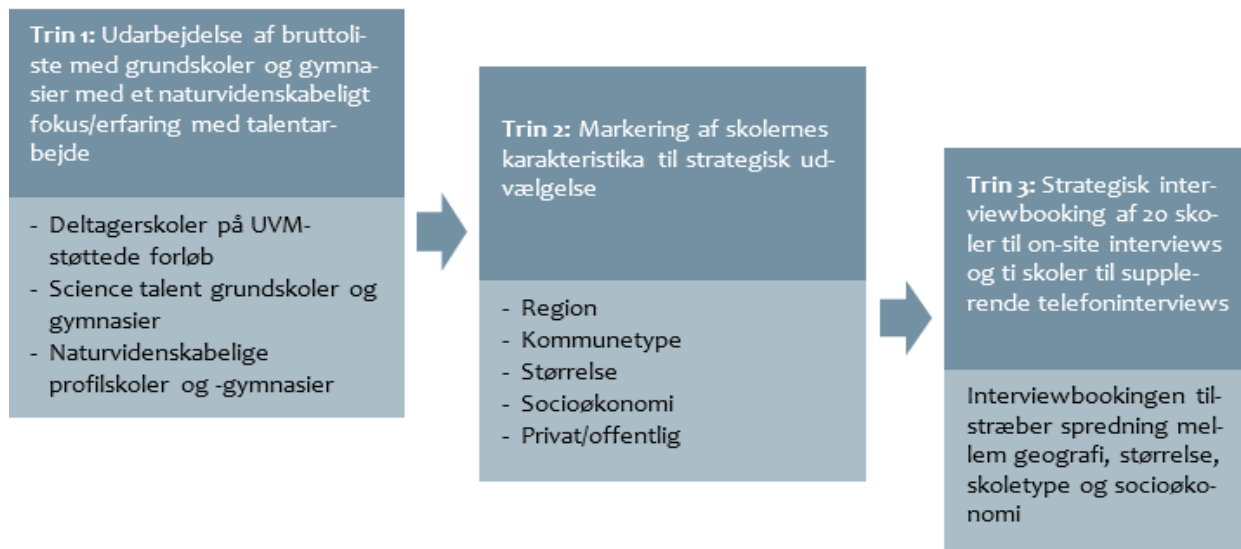 Trin 1: Udarbejdelse af bruttoli-
ste med grundskoler og gymna-
sier med et naturvidenskabeligt
fokus/erfaring med talentar-
bejde
- Deltagerskoler på UVM-
støttede forløb
- Science talent grundskoler og
gymnasier
- Naturvidenskabelige
profilskoler og -gymnasier
Trin 2: Markering af skolernes
karakteristika til strategisk ud-
vælgelse
- Region
- Kommunetype
- Størrelse
- Socioøkonomi
- Privat/offentlig
Trin 3: Strategisk inter-
viewbooking af 20 sko-
ler til on-site interviews
og ti skoler til supple-
rende telefoninterviews
Interviewbookingen til-
stræber spredning mel-
lem geografi, størrelse,
skoletype og socioøko-
nomi